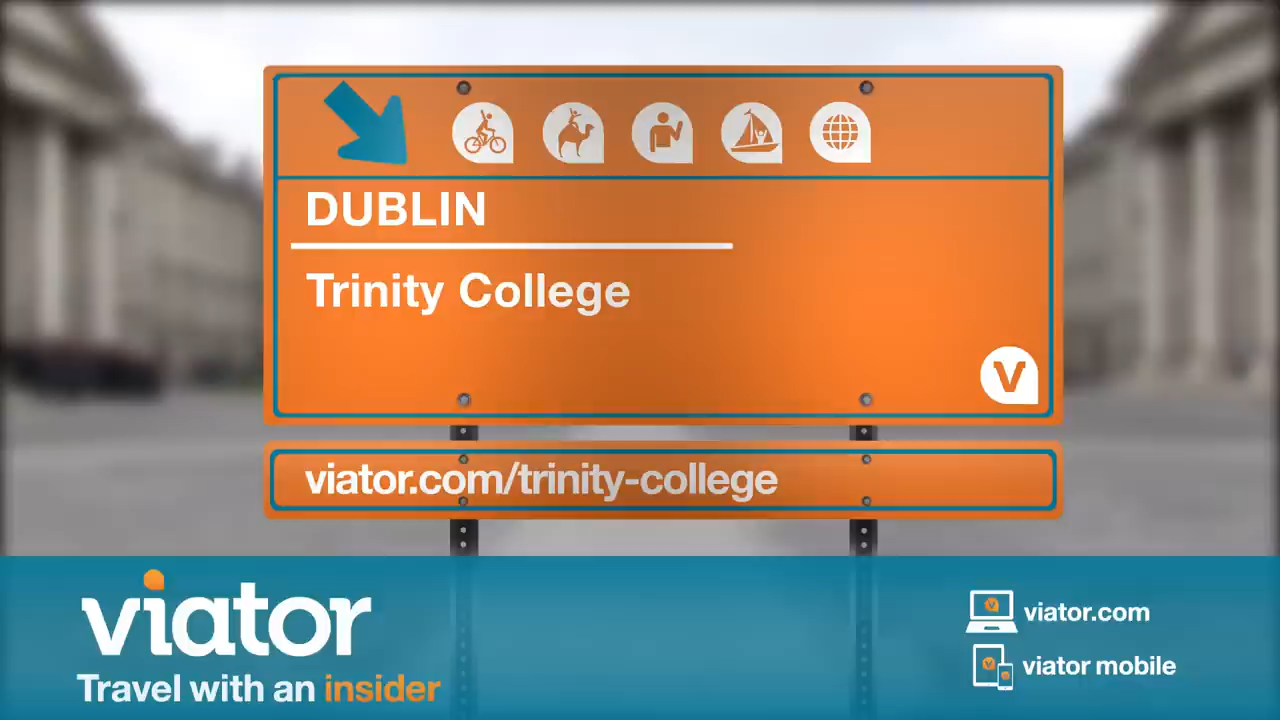 DUBLIN
Trinity College
V
viator.com/trinity-college
viator
Travel with an insider
viator.com
viator mobile